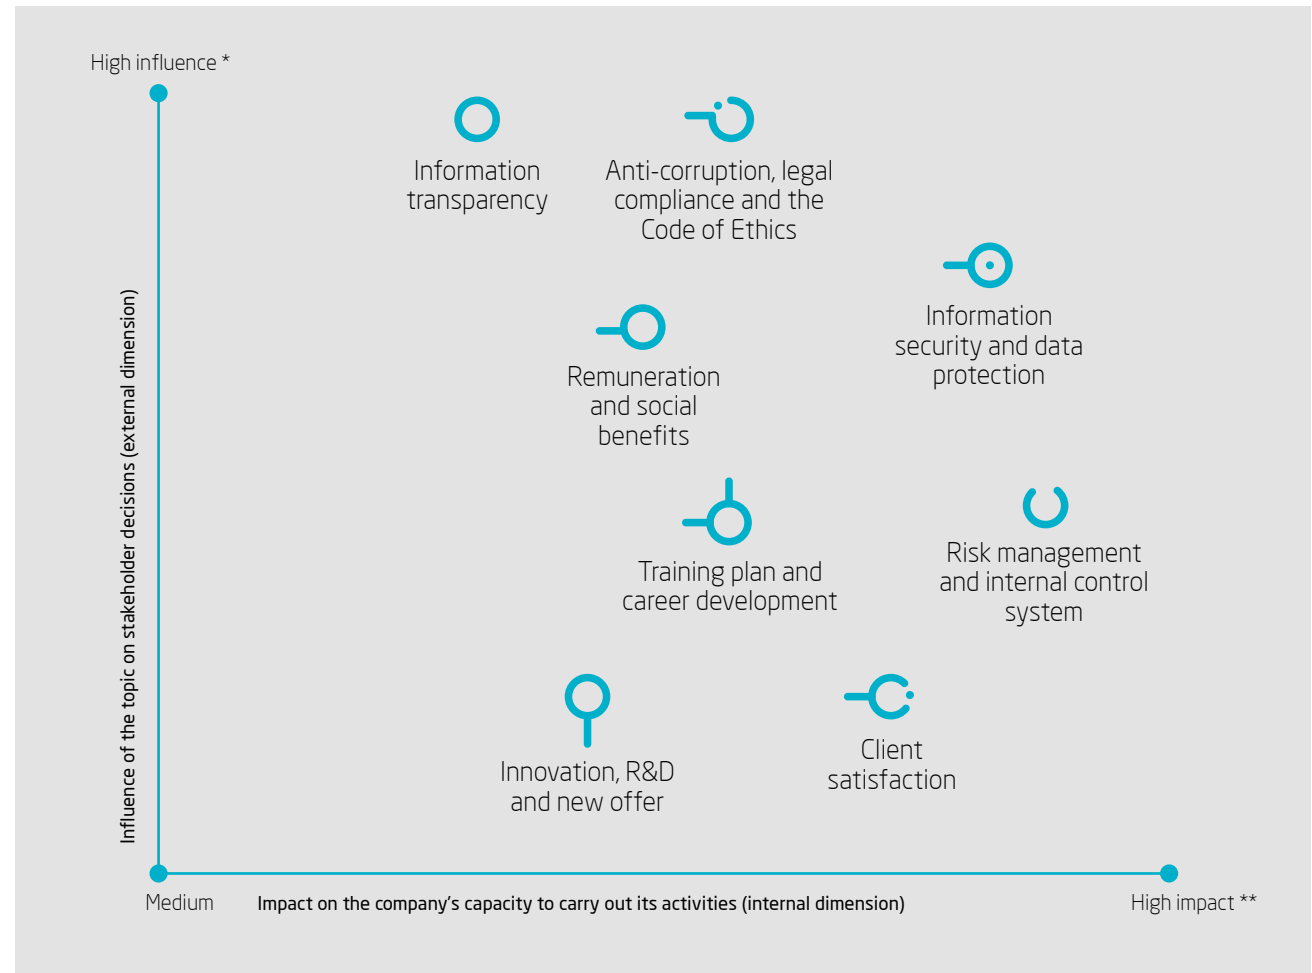 High influence *
Information
transparency
Anti-corruption, legal
compliance and the
Code of Ethics
Information
security and data
protection
Remuneration
and social
benefits
Training plan and
career development
Risk management
and internal control
system
Innovation, R&D
and new offer
Client
satisfaction
Influence of the topic on stakeholder decisions (external dimension)
Medium
Impact on the company's capacity to carry out its activities (internal dimension)
High impact **